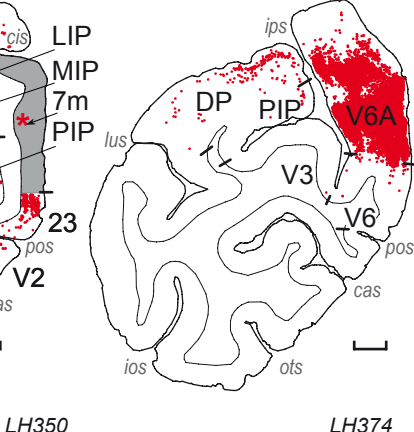 cis
LIP
MIP
7m
*
PIP
23
pos
V2
as
LH350
ips
DP
PIP
V6A
lus
V3
V6
pos
cas
ios
ots
LH374